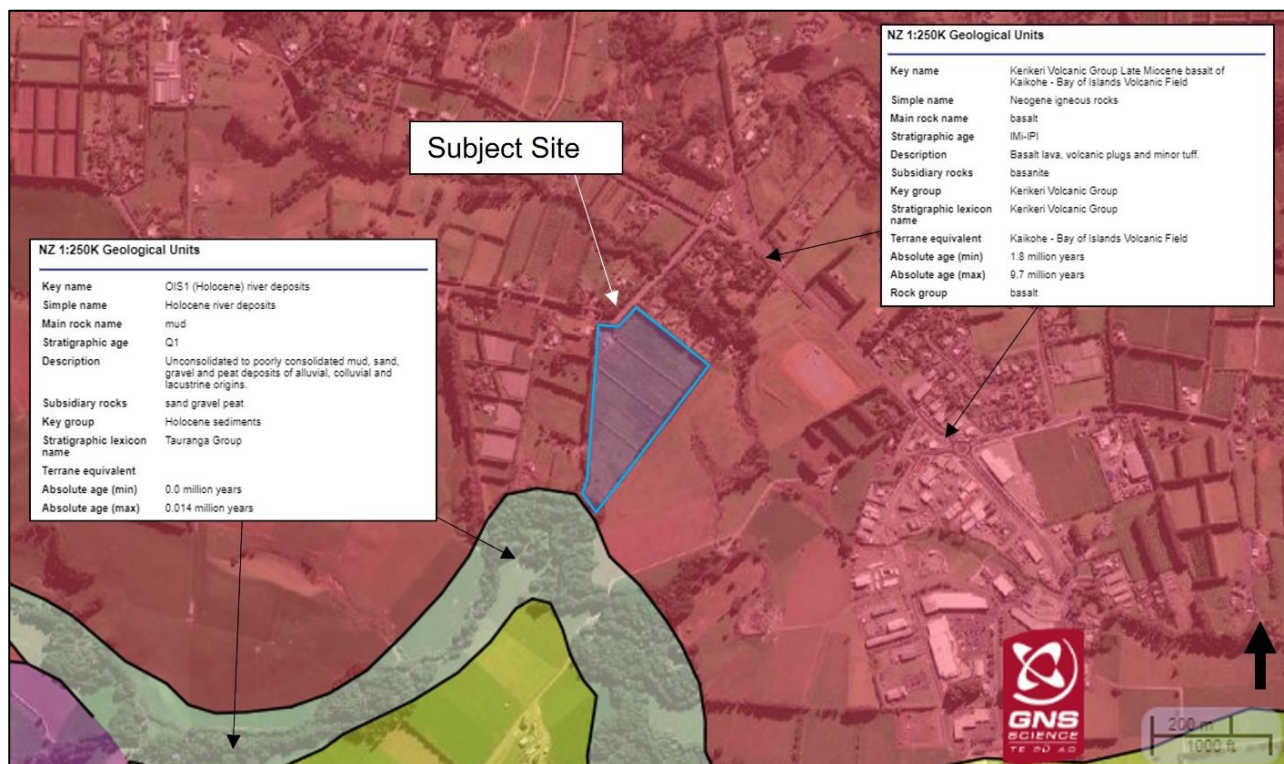 Subject Site
NZ 1:250K Geological Units
Key name Kerikeri Volcanic Group Late Miocene basalt of
Kaikohe - Bay of Islands Volcanic Field
Simple name Neogene igneous rocks
Main rock name basalt
Stratigraphic age lMi-lPl
Description Basalt lava, volcanic plugs and minor tuff.
Subsidiary rocks basanite
Key group Kerikeri Volcanic Group
Stratigraphic lexicon Kerikeri Volcanic Group
name
Terrane equivalent Kaikohe - Bay of Islands Volcanic Field
Absolute age (min) 1.8 million years
Absolute age (max) 9.7 million years
Rock group basalt
NZ 1:250K Geological Units
Key name OIS1 (Holocene) river deposits
Simple name Holocene river deposits
Main rock name mud
Stratigraphic age Q1
Description Unconsolidated to poorly consolidated mud, sand,
gravel and peat deposits of alluvial, colluvial and
lacustrine origins.
Subsidiary rocks sand gravel peat
Key group Holocene sediments
Stratigraphic lexicon Tauranga Group
name
Terrane equivalent
Absolute age (min) 0.0 million years
Absolute age (max) 0.014 million years
GNS
SCIENCE
TE PŪ AO
200 m
1000 ft